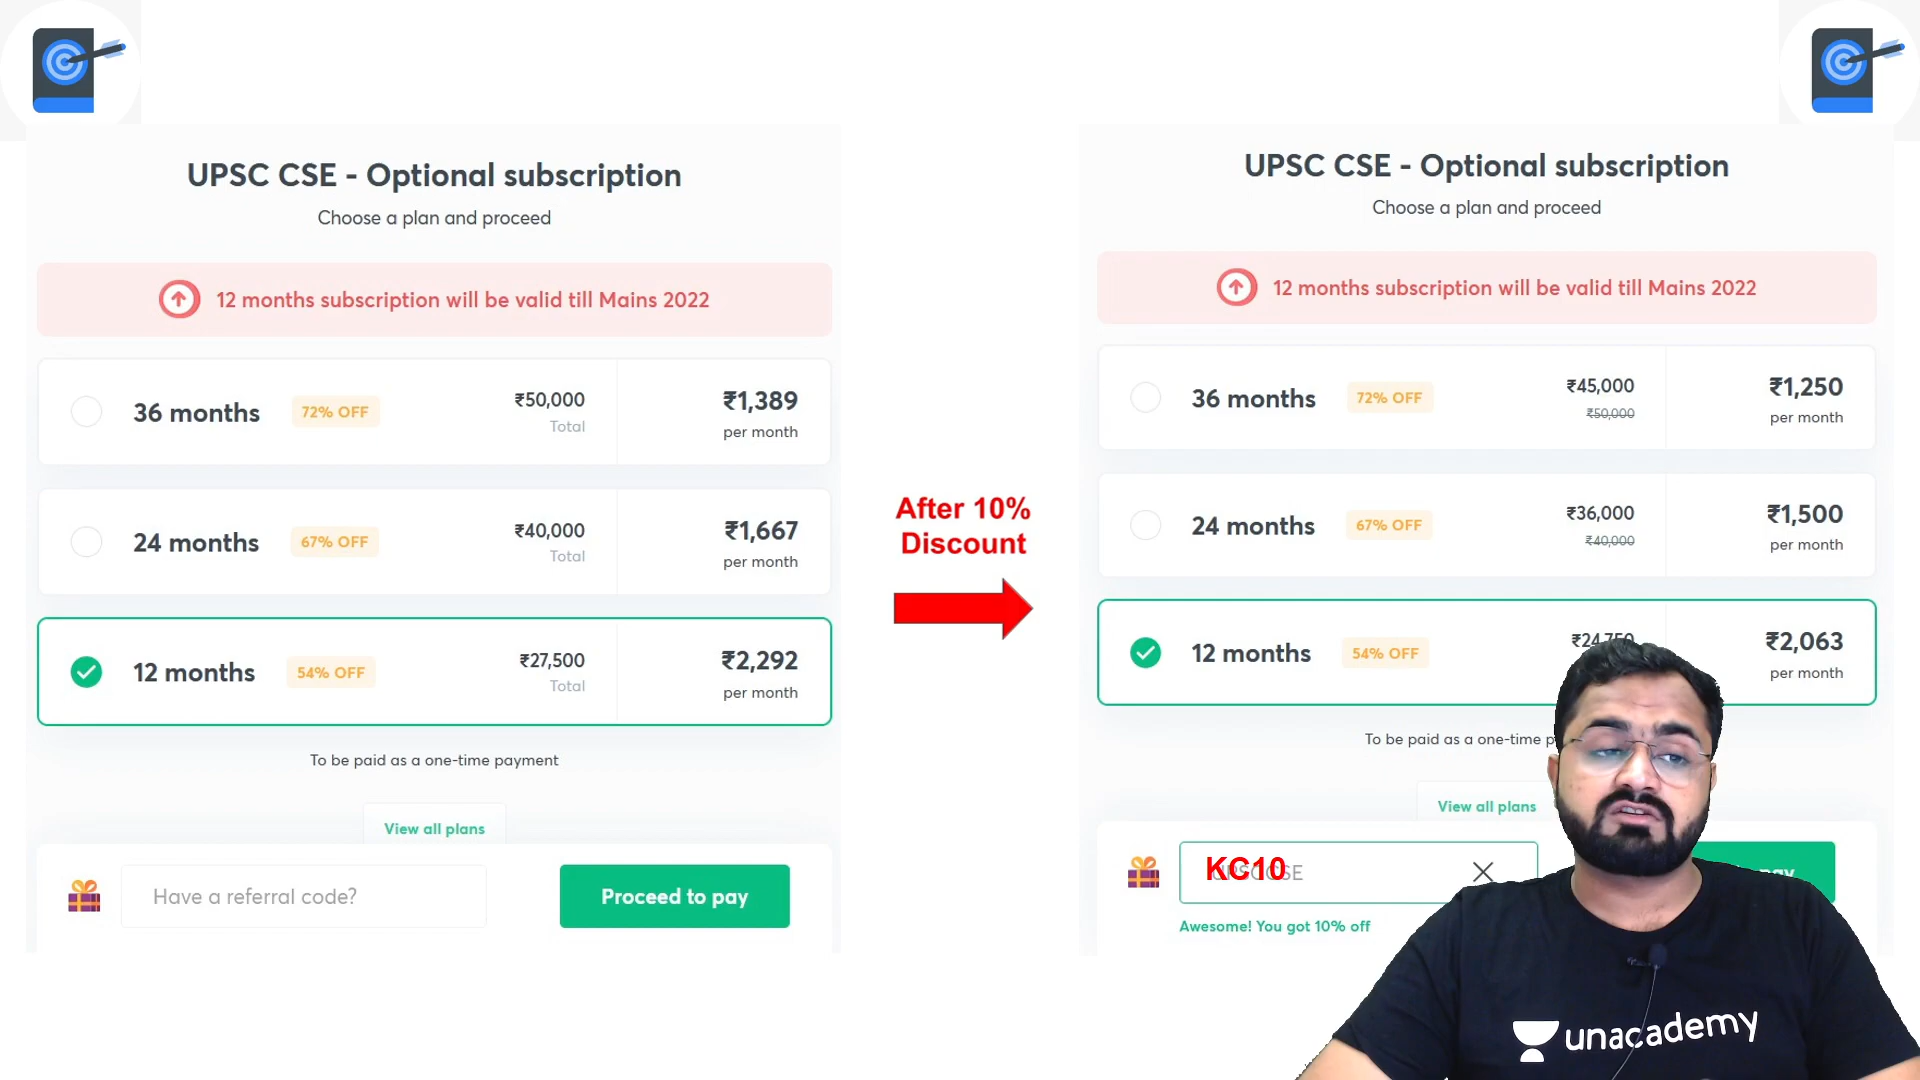 UPSC CSE - Optional subscription
Choose a plan and proceed
12 months subscription will be valid till Mains 2022
36 months 72% OFF ₹50,000 ₹1,389
Total per month
24 months 67% OFF ₹40,000 ₹1,667
Total per month
12 months 54% OFF ₹27,500 ₹2,292
Total per month
To be paid as a one-time payment
View all plans
Have a referral code? Proceed to pay
After 10%
Discount
UPSC CSE - Optional subscription
Choose a plan and proceed
12 months subscription will be valid till Mains 2022
36 months 72% OFF ₹45,000 ₹1,250
₹50,000 per month
24 months 67% OFF ₹36,000 ₹1,500
₹40,000 per month
12 months 54% OFF ₹24,750 ₹2,063
per month
To be paid as a one-time
View all plans
KC10
pay
Awesome! You got 10% off
unacademy